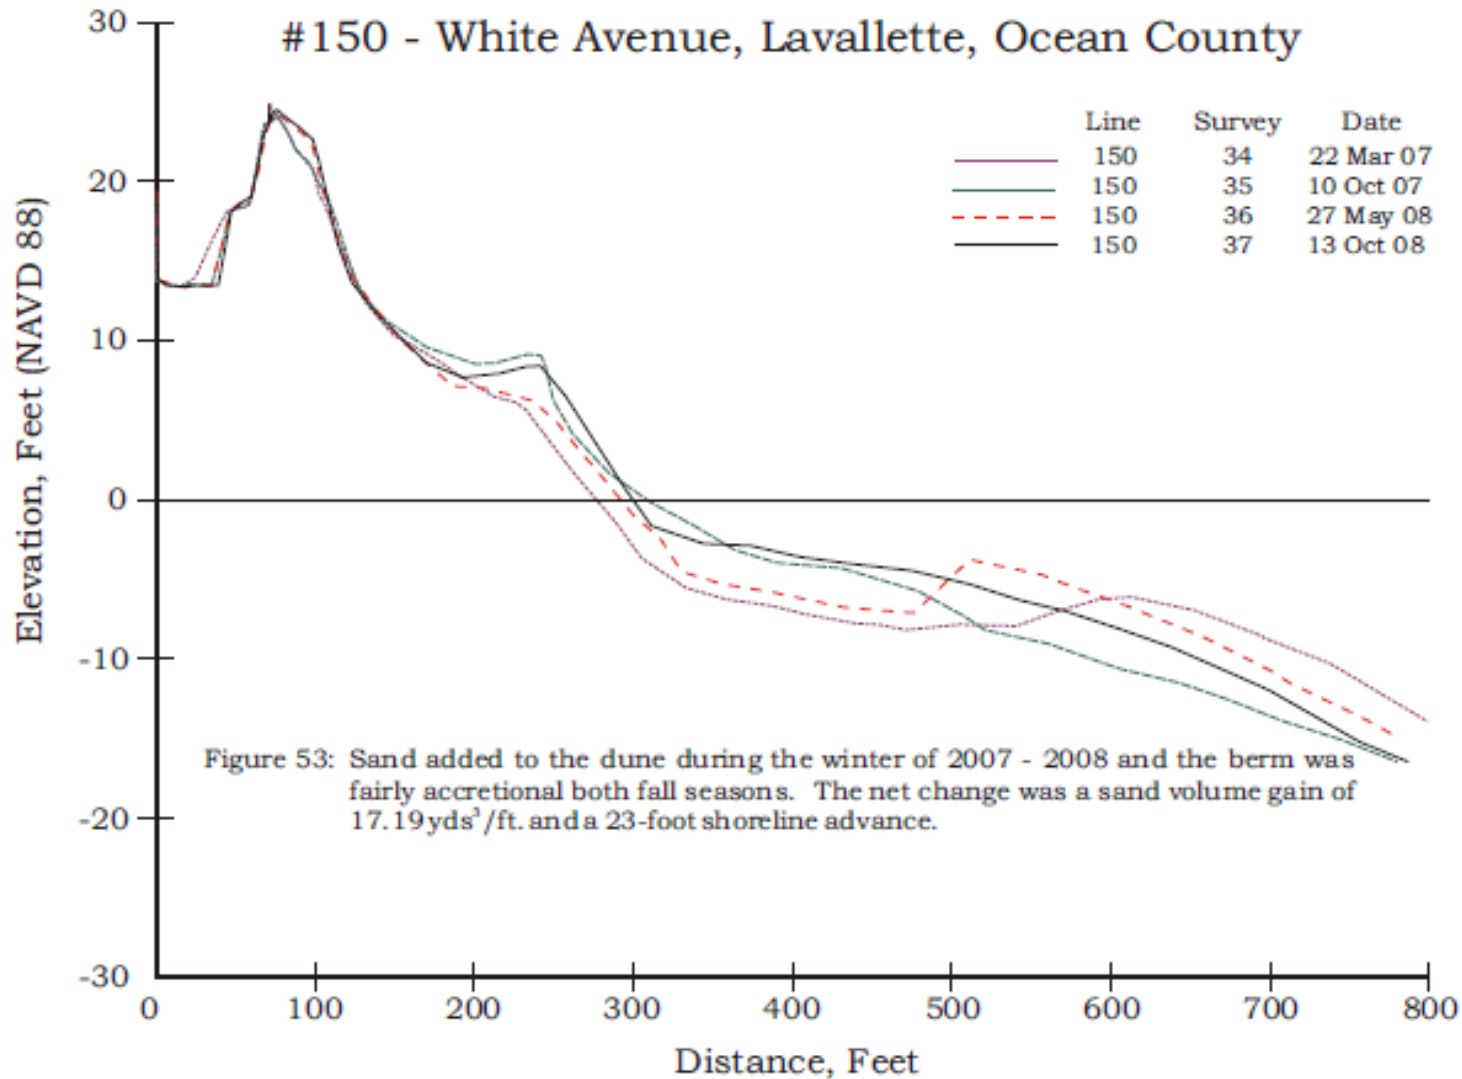 #150 - White Avenue, Lavallette, Ocean County
Line Survey Date
150 34 22 Mar 07
150 35 10 Oct 07
150 36 27 May 08
150 37 13 Oct 08
Elevation, Feet (NAVD 88)
30
20
10
0
-10
-20
-30
Figure 53: Sand added to the dune during the winter of 2007 - 2008 and the berm was
fairly accretional both fall seasons. The net change was a sand volume gain of
17.19 yds³/ft. and a 23-foot shoreline advance.
0 100 200 300 400 500 600 700 800
Distance, Feet